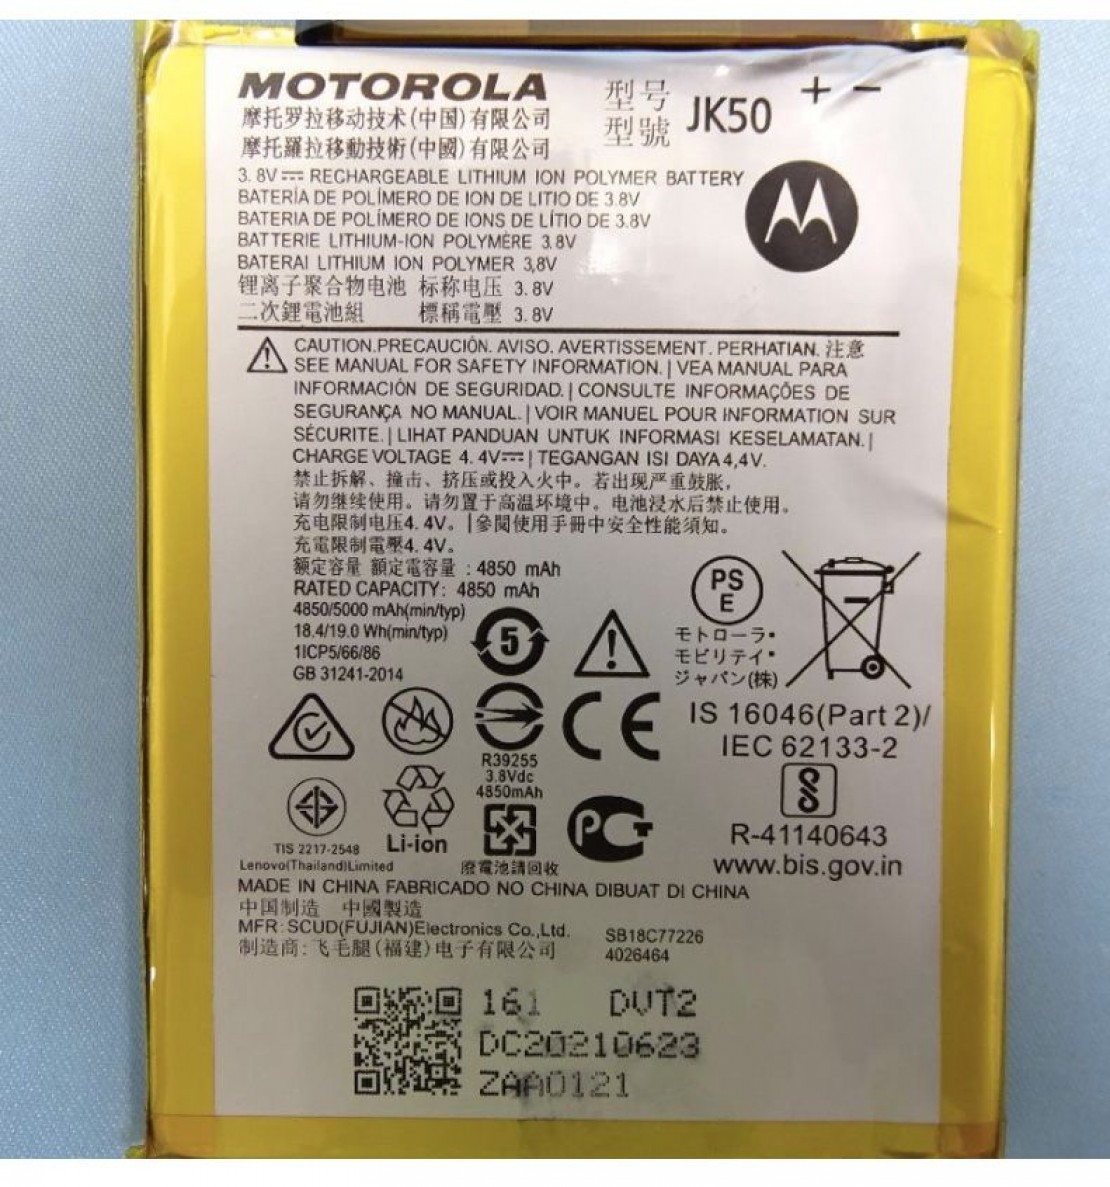 MOTOROLA
型号 JK50 + −
型號
摩托罗拉移动技术(中国)有限公司
摩托羅拉移動技術(中國)有限公司
3.8V⎓ RECHARGEABLE LITHIUM ION POLYMER BATTERY
BATERÍA DE POLÍMERO DE ION DE LITIO DE 3.8V
BATERIA DE POLÍMERO DE IONS DE LÍTIO DE 3.8V
BATTERIE LITHIUM-ION POLYMÈRE 3.8V
BATERAI LITHIUM ION POLYMER 3,8V
锂离子聚合物电池 标称电压 3.8V
二次鋰電池組 標稱電壓 3.8V
CAUTION.PRECAUCIÓN. AVISO. AVERTISSEMENT. PERHATIAN. 注意
SEE MANUAL FOR SAFETY INFORMATION. | VEA MANUAL PARA
INFORMACIÓN DE SEGURIDAD. | CONSULTE INFORMAÇÕES DE
SEGURANÇA NO MANUAL. | VOIR MANUEL POUR INFORMATION SUR
SÉCURITE. | LIHAT PANDUAN UNTUK INFORMASI KESELAMATAN. |
CHARGE VOLTAGE 4.4V⎓ | TEGANGAN ISI DAYA 4,4V.
禁止拆解、撞击、挤压或投入火中。若出现严重鼓胀，
请勿继续使用。请勿置于高温环境中。电池浸水后禁止使用。
充电限制电压4.4V。|參閱使用手冊中安全性能須知。
充電限制電壓4.4V。
额定容量 額定電容量 : 4850 mAh
RATED CAPACITY: 4850 mAh
4850/5000 mAh(min/typ)
18.4/19.0 Wh(min/typ)
1ICP5/66/86
GB 31241-2014
5
PS
E
モトローラ・
モビリティ・
ジャパン(株)
CE
IS 16046(Part 2)/
IEC 62133-2
R39255
3.8Vdc
4850mAh
R-41140643
www.bis.gov.in
TIS 2217-2548
Lenovo(Thailand)Limited
Li-ion
廢電池請回收
PCT
MADE IN CHINA FABRICADO NO CHINA DIBUAT DI CHINA
中国制造 中國製造
MFR:SCUD(FUJIAN)Electronics Co.,Ltd.
制造商:飞毛腿(福建)电子有限公司
SB18C77226
4026464
161 DVT2
DC20210623
ZAA0121